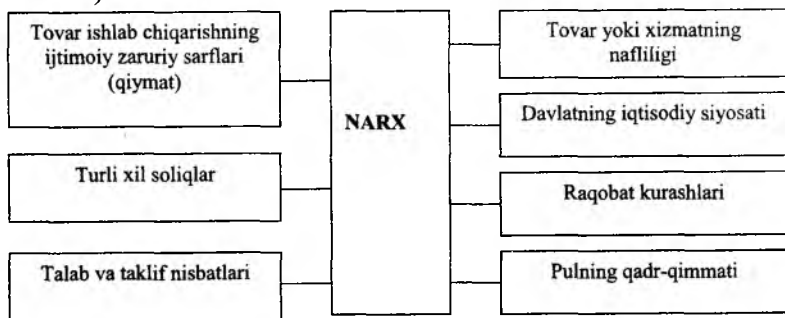 Tovar ishlab chiqarishning
ijtimoiy zaruriy sarflari
(qiymat)
Turli xil soliqlar
Talab va taklif nisbatlari
NARX
Tovar yoki xizmatning
nafliligi
Davlatning iqtisodiy siyosati
Raqobat kurashlari
Pulning qadr-qimmati